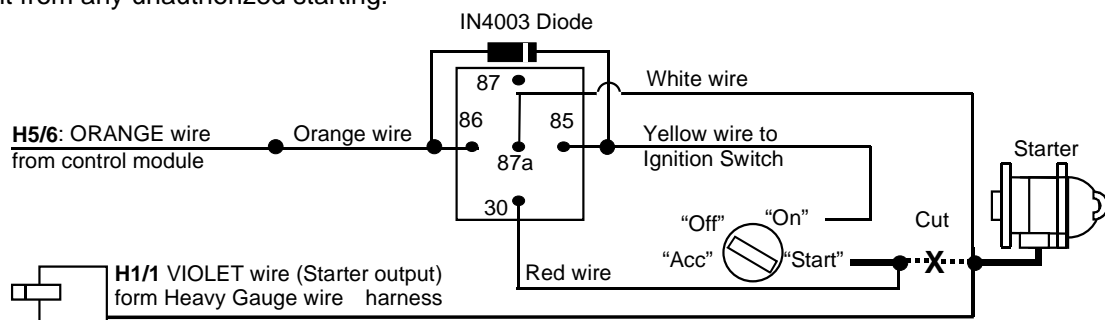 t from any unauthorized starting.
IN4003 Diode
87
White wire
86
85
H5/6: ORANGE wire
from control module
Orange wire
Yellow wire to
Ignition Switch
87a
Starter
30
"Off"
"On"
Cut
"Acc"
"Start"
X
H1/1 VIOLET wire (Starter output)
form Heavy Gauge wire harness
Red wire